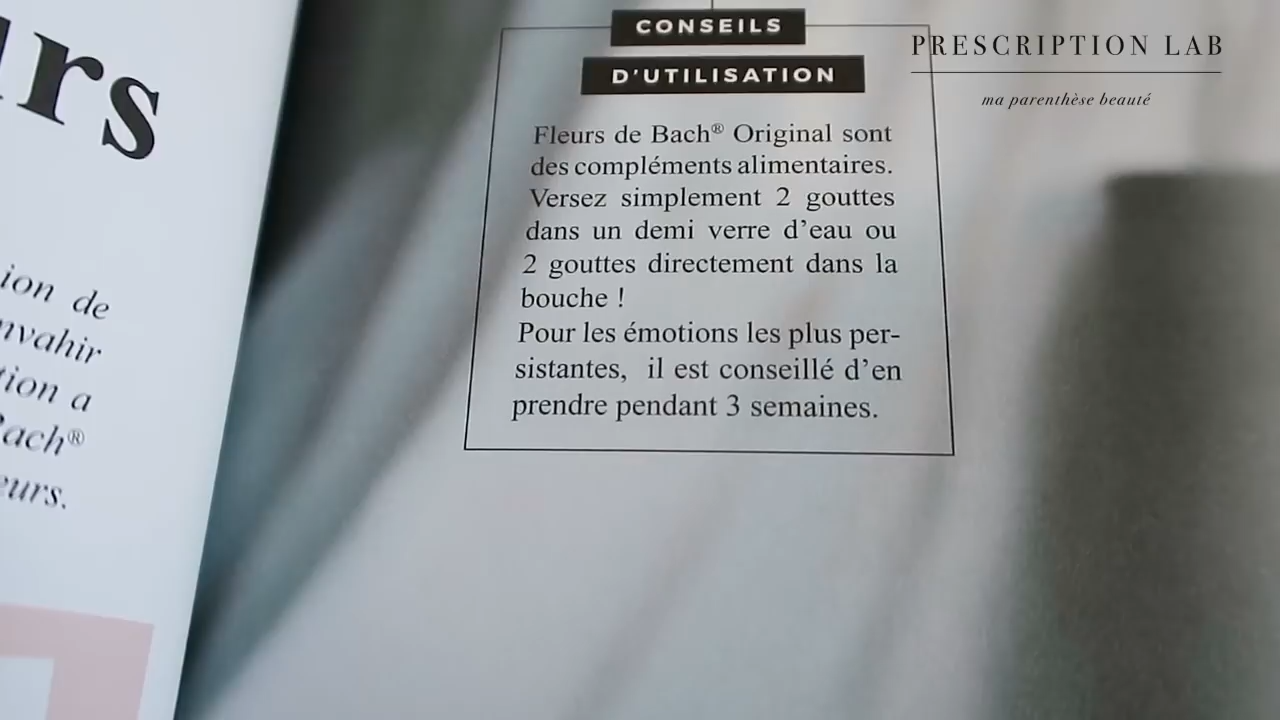 urs
ion de
nvahir
tion a
Bach®
eurs.
CONSEILS
D'UTILISATION
Fleurs de Bach® Original sont
des compléments alimentaires.
Versez simplement 2 gouttes
dans un demi verre d'eau ou
2 gouttes directement dans la
bouche !
Pour les émotions les plus per-
sistantes, il est conseillé d'en
prendre pendant 3 semaines.
PRESCRIPTION LAB
ma parenthèse beauté